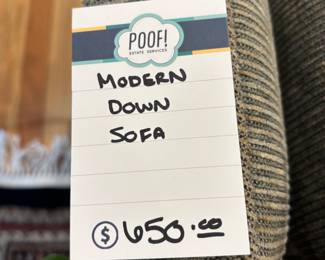 POOF!
ESTATE SERVICES
MODERN
DOWN
SOFA
$ 650.00